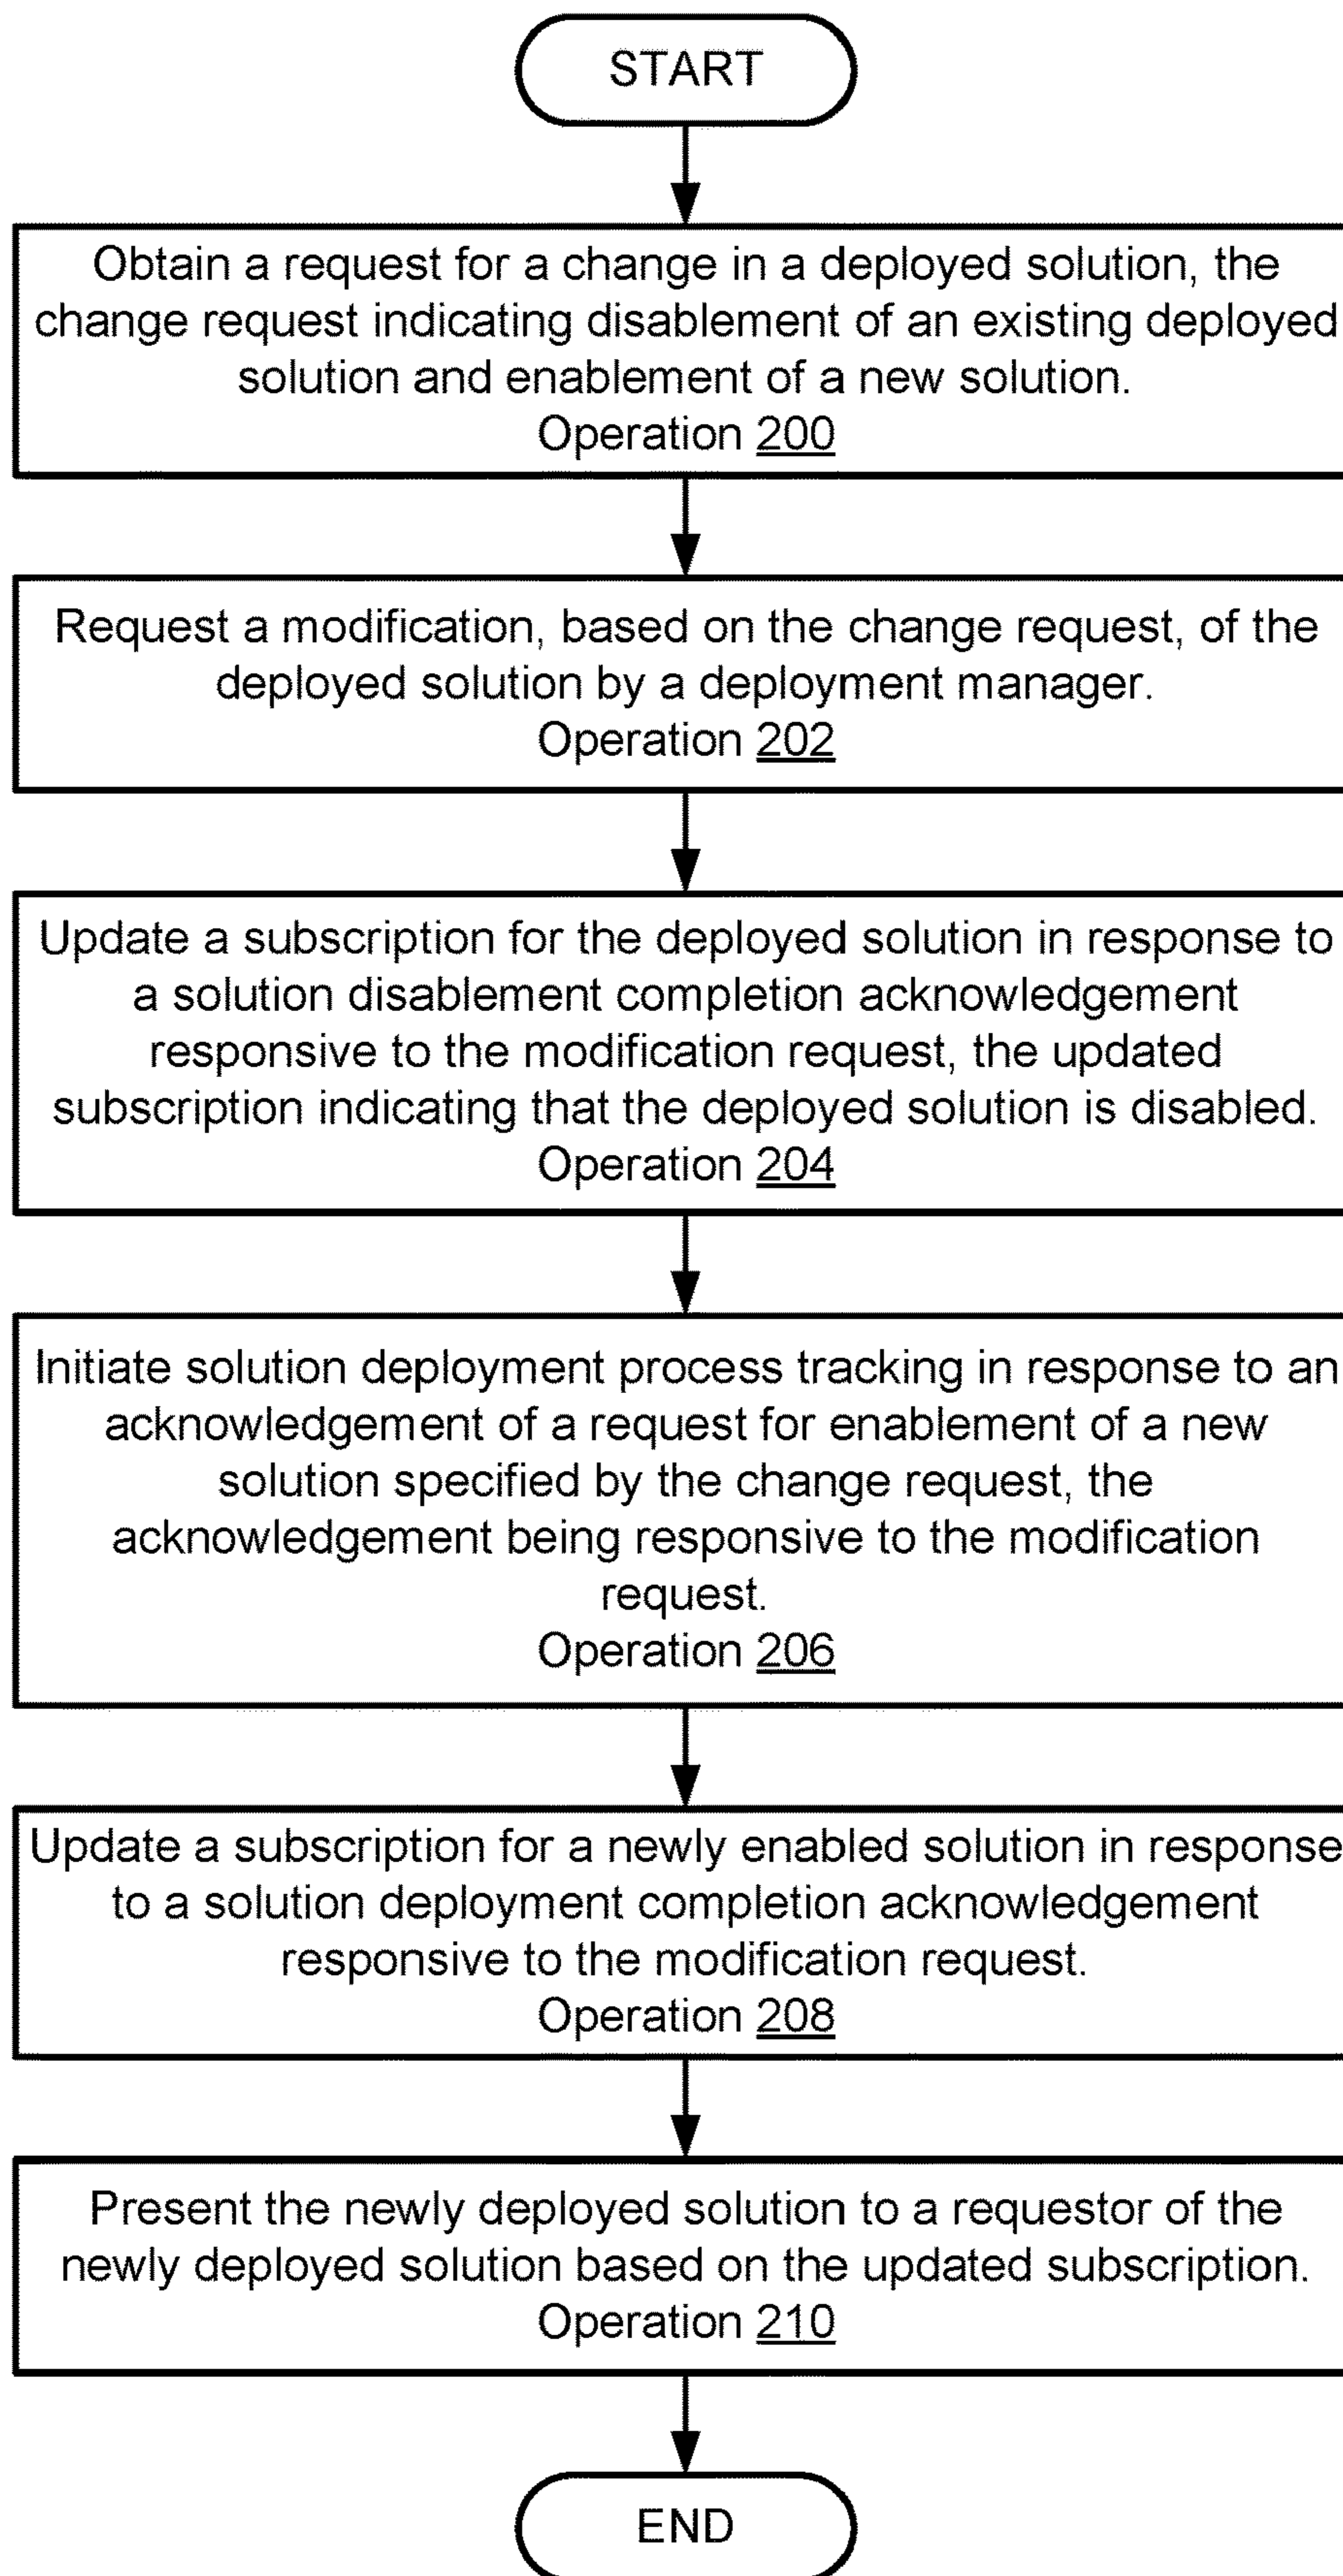 START
Obtain a request for a change in a deployed solution, the
change request indicating disablement of an existing deployed
solution and enablement of a new solution.
Operation 200
Request a modification, based on the change request, of the
deployed solution by a deployment manager.
Operation 202
Update a subscription for the deployed solution in response to
a solution disablement completion acknowledgement
responsive to the modification request, the updated
subscription indicating that the deployed solution is disabled.
Operation 204
Initiate solution deployment process tracking in response to an
acknowledgement of a request for enablement of a new
solution specified by the change request, the
acknowledgement being responsive to the modification
request.
Operation 206
Update a subscription for a newly enabled solution in response
to a solution deployment completion acknowledgement
responsive to the modification request.
Operation 208
Present the newly deployed solution to a requestor of the
newly deployed solution based on the updated subscription.
Operation 210
END